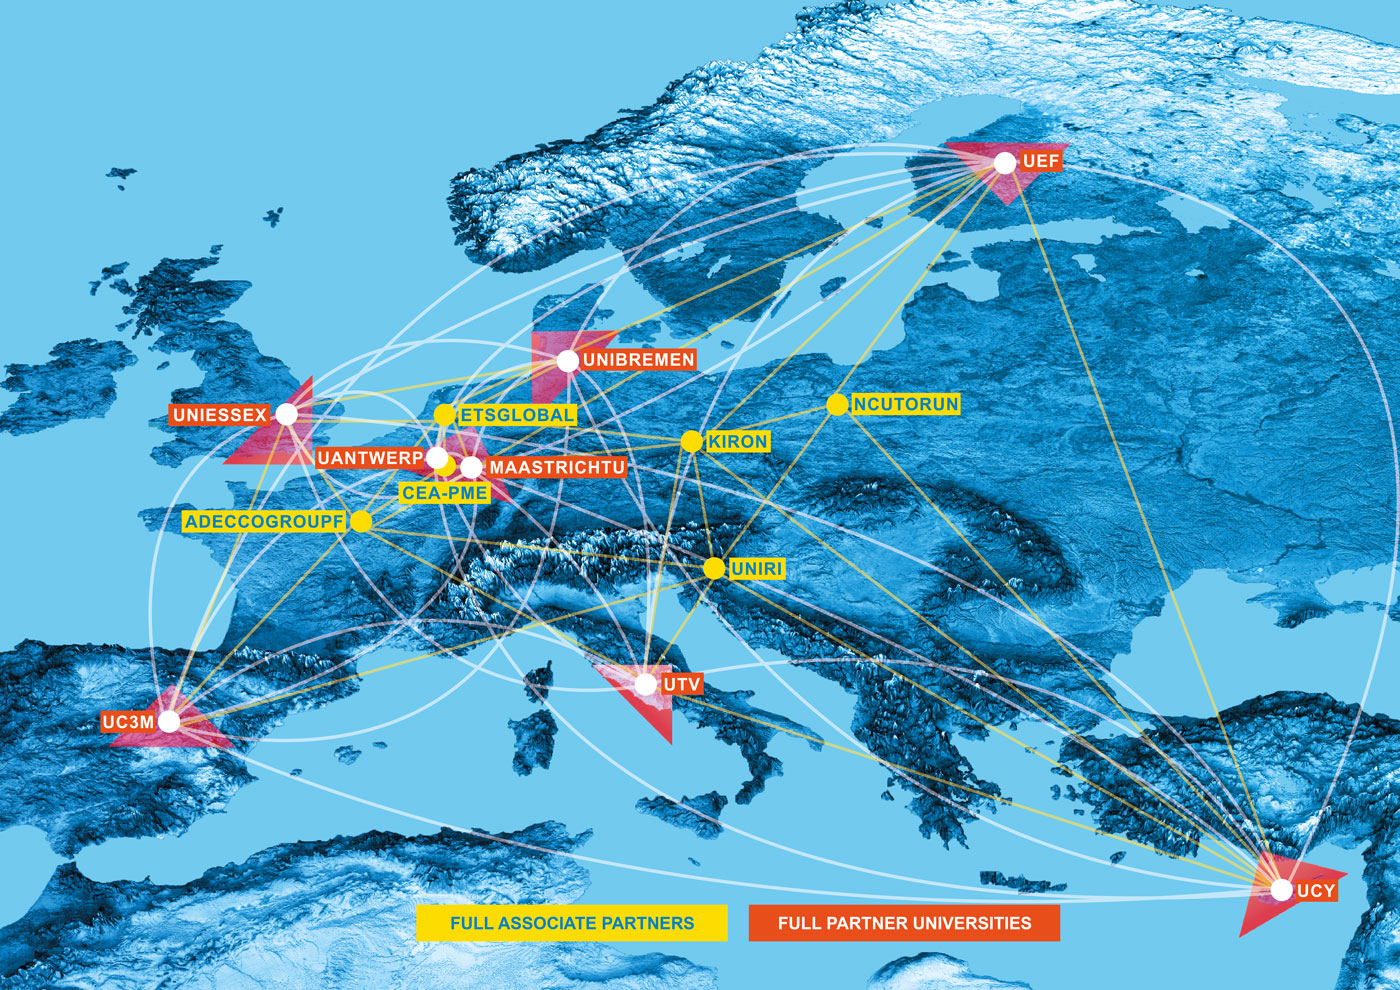 UEF
UNIBREMEN
NCUTORUN
UNIESSEX
ETSGLOBAL
KIRON
UANTWERP
MAASTRICHTU
CEA-PME
ADECCOGROUPF
UNIRI
UTV
UC3M
UCY
FULL ASSOCIATE PARTNERS
FULL PARTNER UNIVERSITIES